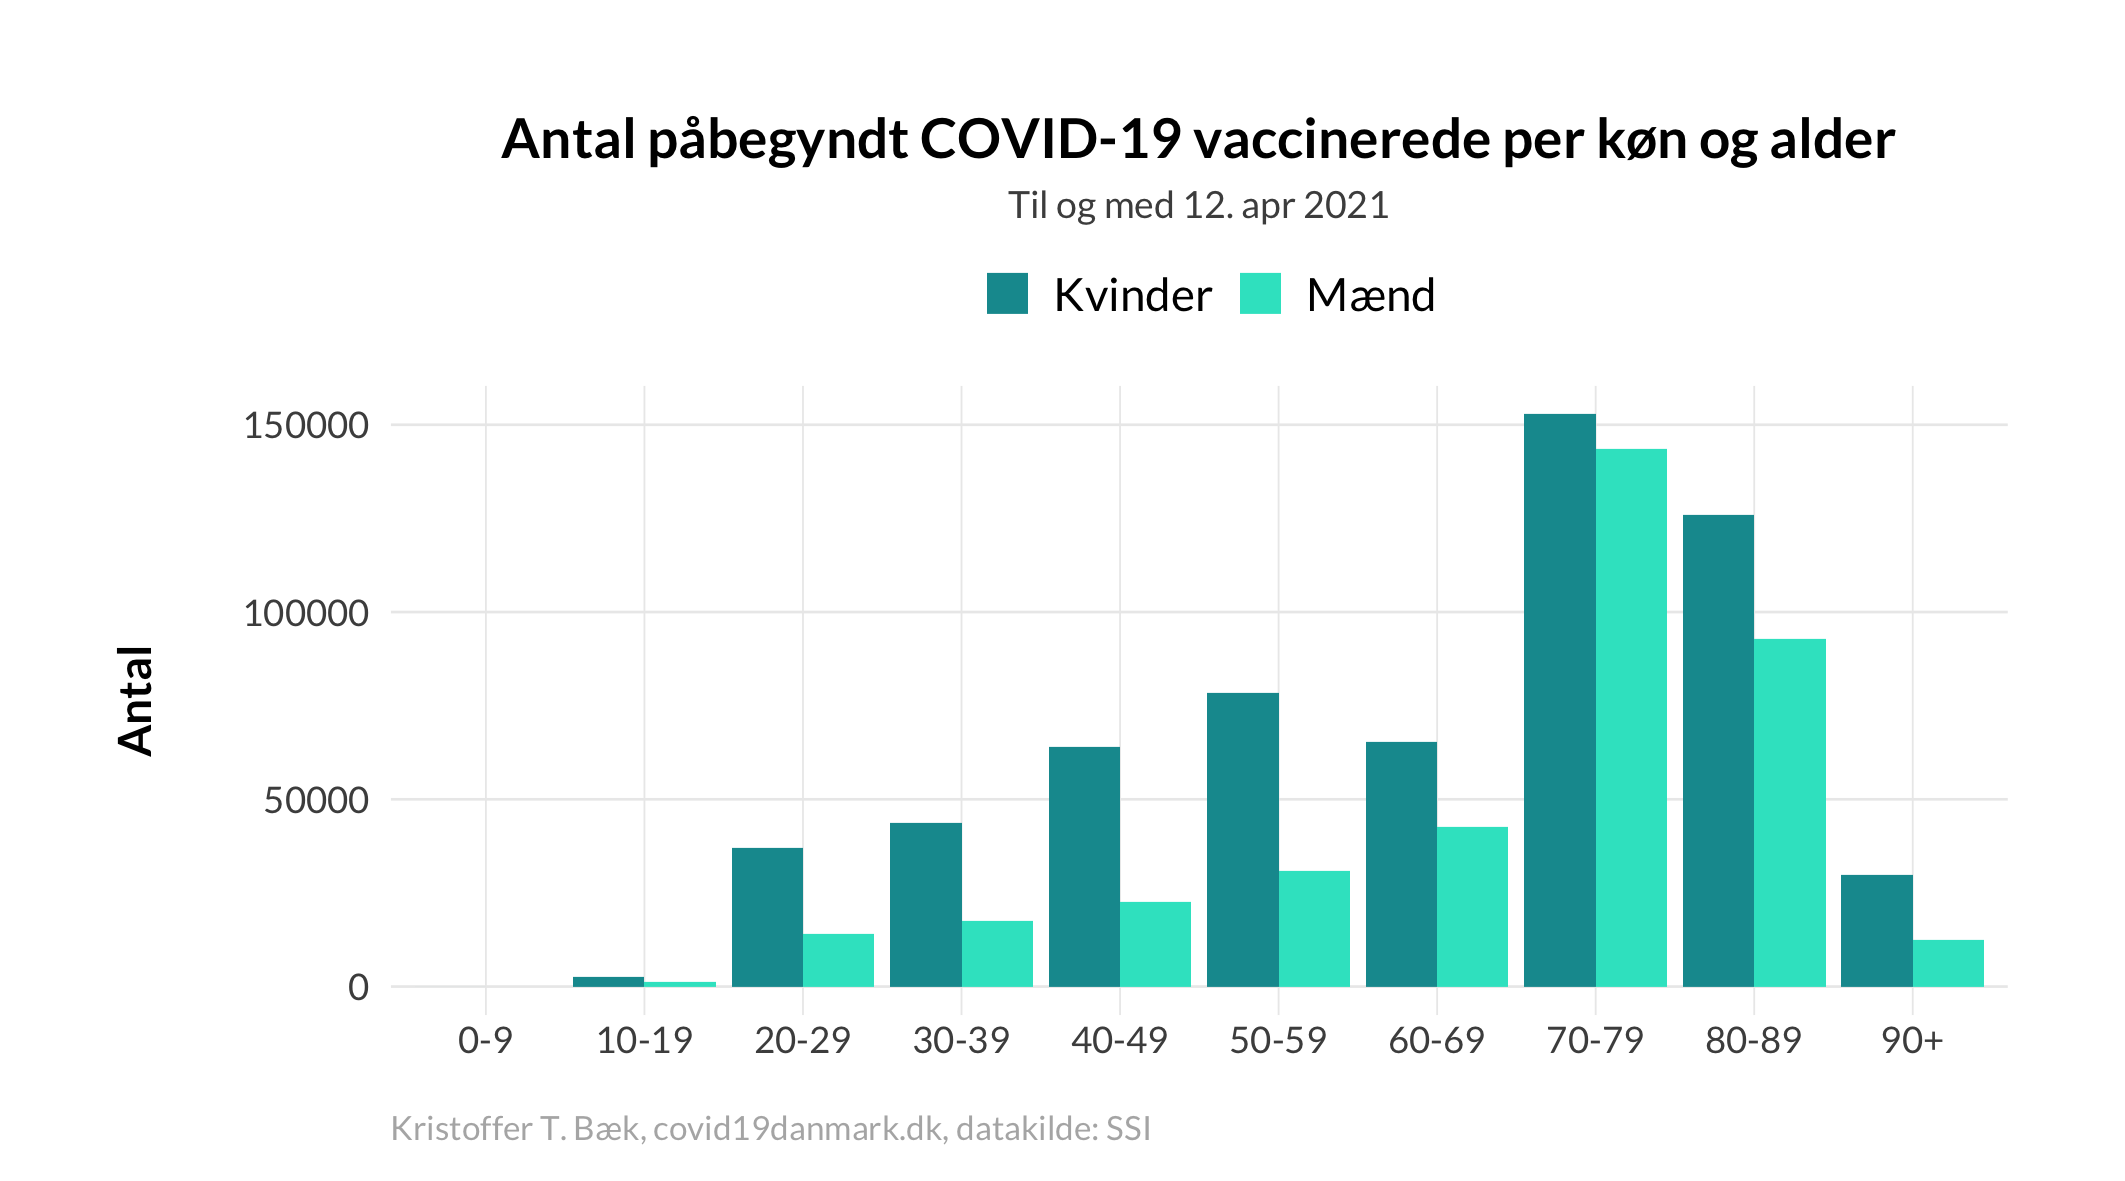 Antal påbegyndt COVID-19 vaccinerede per køn og alder
Til og med 12. apr 2021
Kvinder Mænd
150000
100000
50000
0
Antal
0-9 10-19 20-29 30-39 40-49 50-59 60-69 70-79 80-89 90+
Kristoffer T. Bæk, covid19danmark.dk, datakilde: SSI